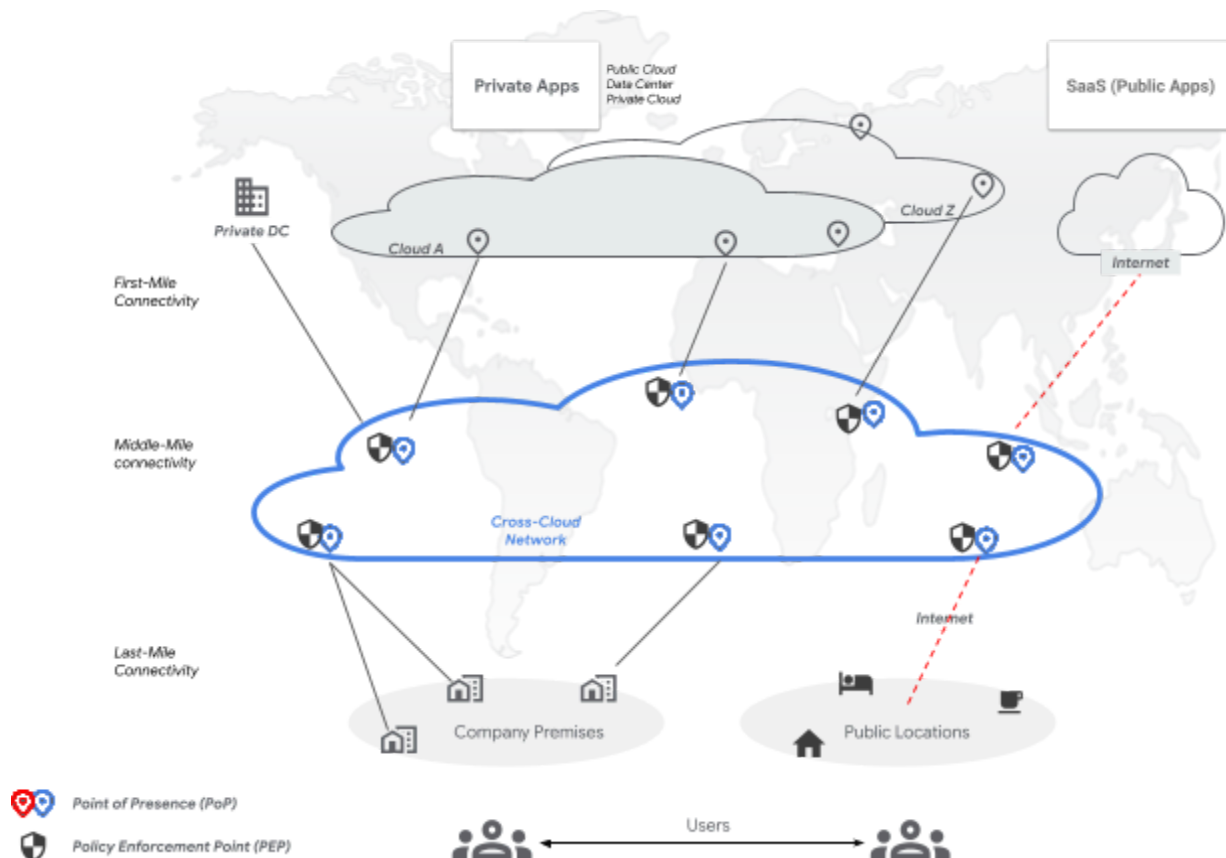 Private Apps
Public Cloud
Data Center
Private Cloud
SaaS (Public Apps)
Private DC
Cloud A
Cloud Z
Internet
First-Mile
Connectivity
Middle-Mile
connectivity
Cross-Cloud
Network
Internet
Last-Mile
Connectivity
Company Premises
Public Locations
Point of Presence (PoP)
Users
Policy Enforcement Point (PEP)